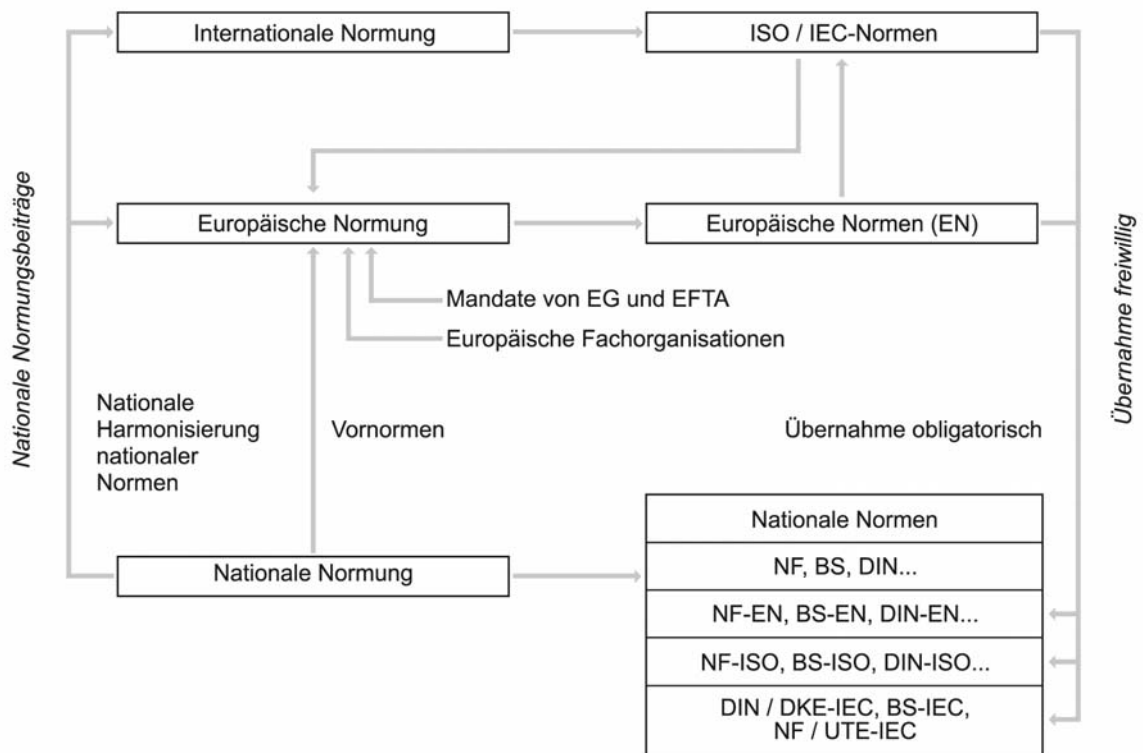 Internationale Normung
ISO / IEC-Normen
Nationale Normungsbeiträge
Europäische Normung
Europäische Normen (EN)
Übernahme freiwillig
Mandate von EG und EFTA
Europäische Fachorganisationen
Nationale
Harmonisierung
nationaler
Normen
Vornormen
Übernahme obligatorisch
Nationale Normung
Nationale Normen
NF, BS, DIN...
NF-EN, BS-EN, DIN-EN...
NF-ISO, BS-ISO, DIN-ISO...
DIN / DKE-IEC, BS-IEC,
NF / UTE-IEC